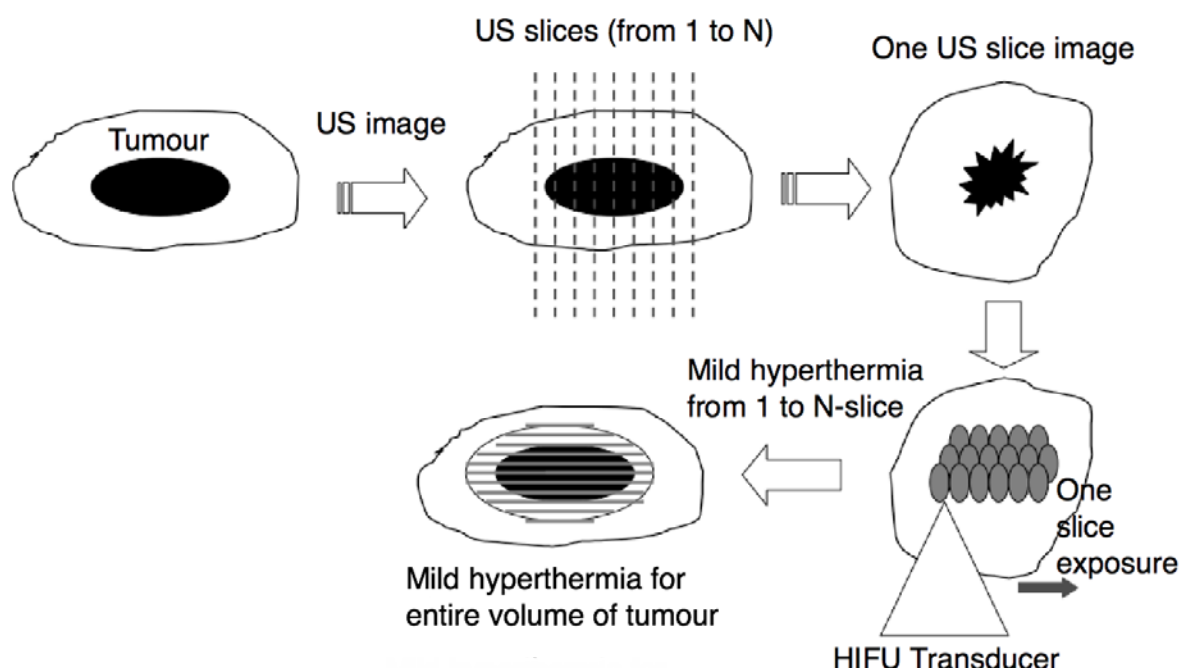 US slices (from 1 to N)
One US slice image
Tumour
US image
Mild hyperthermia
from 1 to N-slice
One
slice
exposure
Mild hyperthermia for
entire volume of tumour
HIFU Transducer